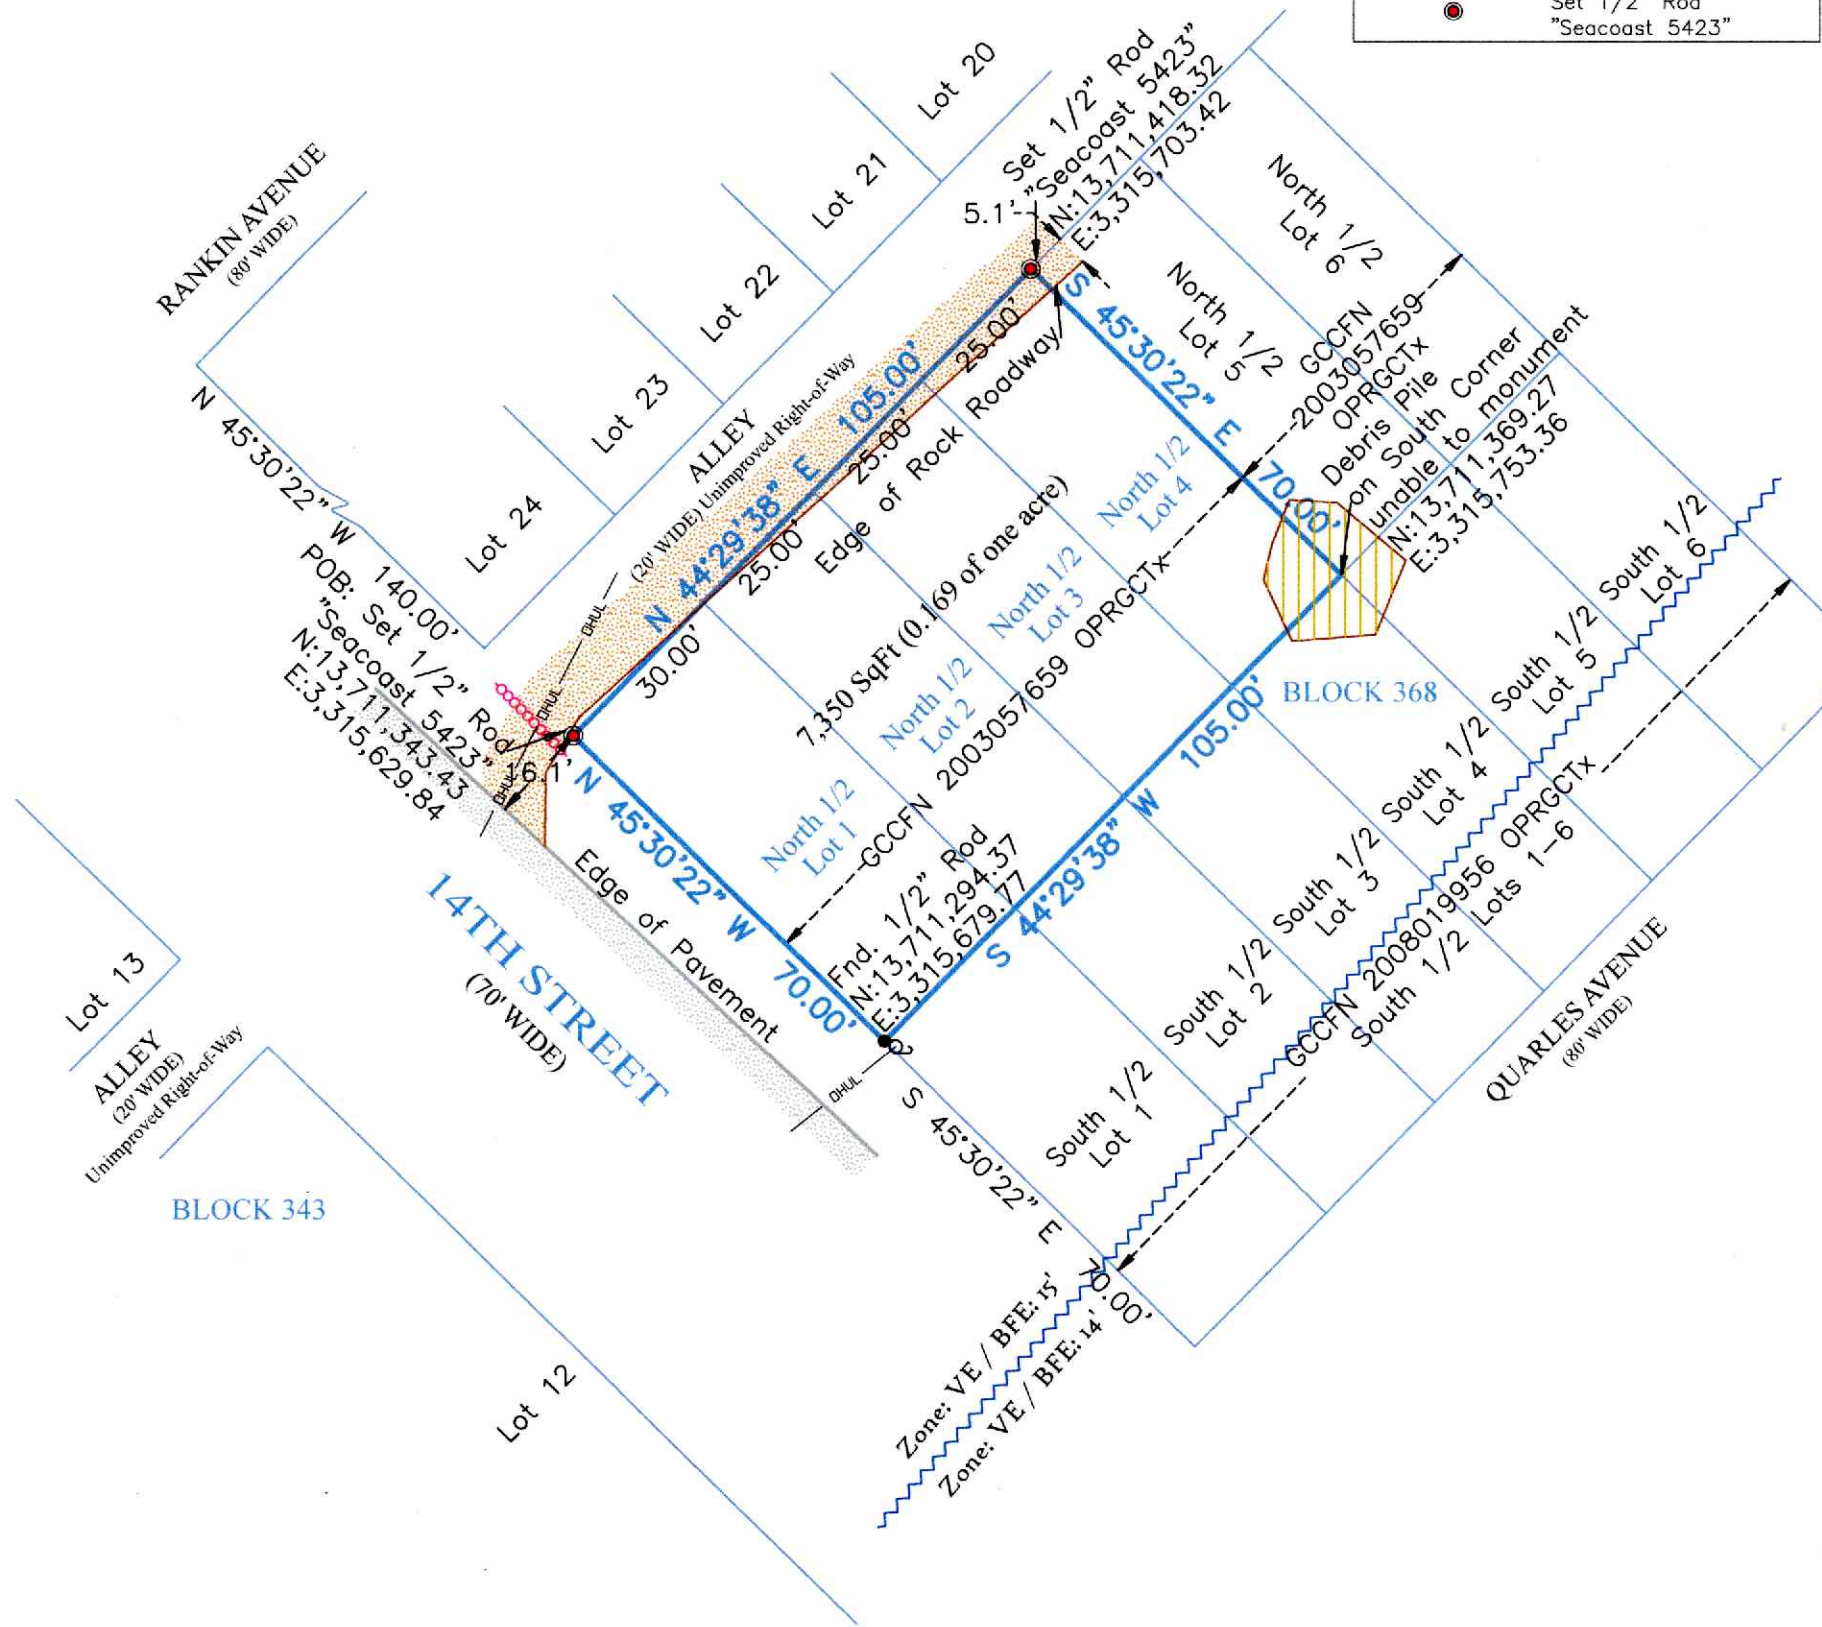 Set 1/2" Rod
"Seacoast 5423"
Lot 20
Lot 21
Lot 22
Lot 23
Lot 24
RANKIN AVENUE
(80' WIDE)
N 45°30'22" W 140.00'
POB: Set 1/2" Rod
"Seacoast 5423"
N:13,711,343.43
E:3,315,629.84
Set 1/2" Rod
"Seacoast 5423"
N:13,711,418.32
E:3,315,703.42
5.1'
ALLEY
(20' WIDE) Unimproved Right-of-Way
N 44°29'38" E 105.00'
30.00'
25.00'
25.00'
25.00'
Edge of Rock Roadway
OHUL
OHUL
OHUL
16.1'
North 1/2
Lot 6
North 1/2
Lot 5
S 45°30'22" E 70.00'
GCCFN
2003057659
OPRGCTx
Debris Pile
on South Corner
unable to monument
N:13,711,369.27
E:3,315,753.36
North 1/2
Lot 4
North 1/2
Lot 3
North 1/2
Lot 2
North 1/2
Lot 1
7,350 SqFt (0.169 of one acre)
GCCFN 2003057659 OPRGCTx
BLOCK 368
S 44°29'38" W 105.00'
N 45°30'22" W 70.00'
Fnd. 1/2" Rod
N:13,711,294.37
E:3,315,679.77
Edge of Pavement
OHUL
14TH STREET
(70' WIDE)
South 1/2
Lot 6
South 1/2
Lot 5
South 1/2
Lot 4
South 1/2
Lot 3
South 1/2
Lot 2
South 1/2
Lot 1
GCCFN 2008019956 OPRGCTx
South 1/2 Lots 1-6
QUARLES AVENUE
(80' WIDE)
S 45°30'22" E 70.00'
Zone: VE / BFE: 15'
Zone: VE / BFE: 14'
Lot 13
ALLEY
(20' WIDE)
Unimproved Right-of-Way
BLOCK 343
Lot 12